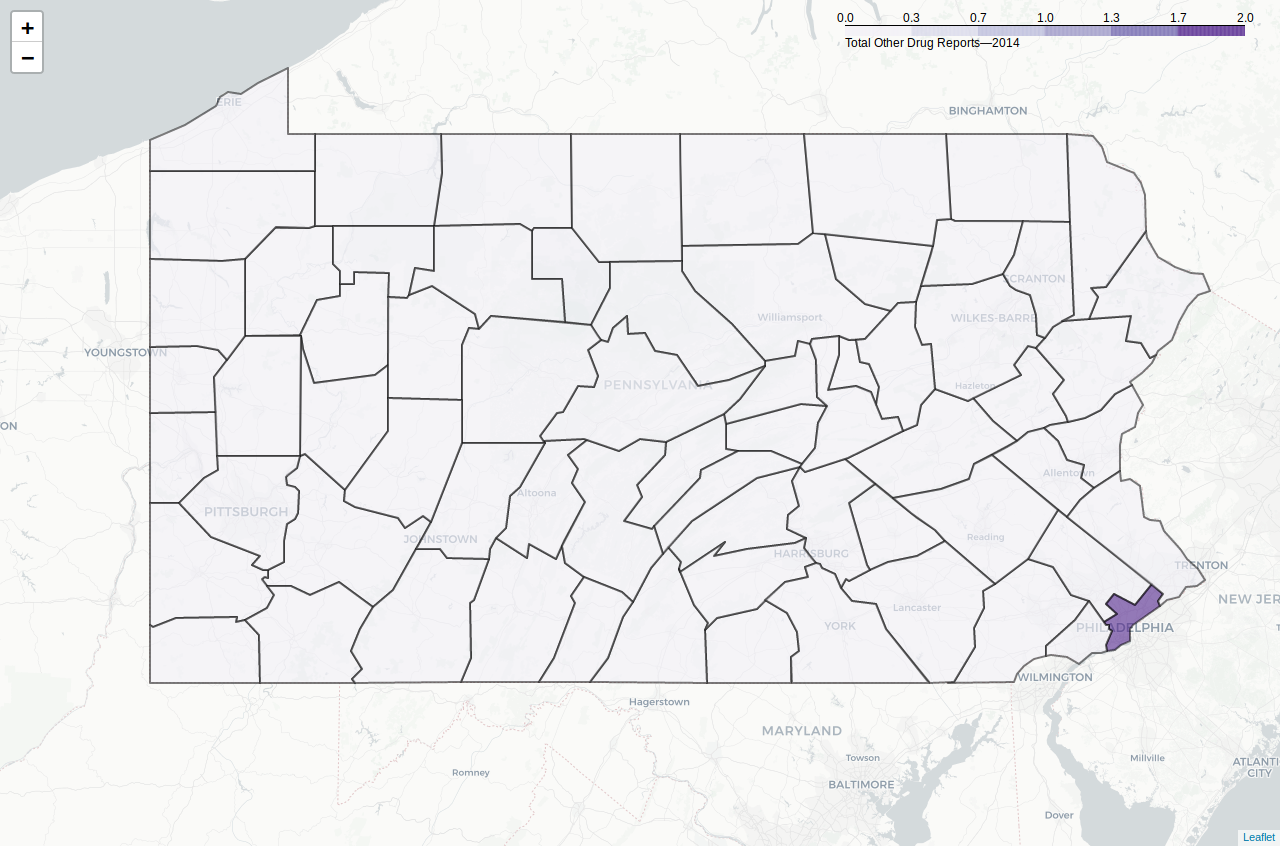 +
−
0.0 0.3 0.7 1.0 1.3 1.7 2.0
Total Other Drug Reports—2014
ERIE
BINGHAMTON
SCRANTON
Williamsport
WILKES-BARRE
YOUNGSTOWN
PENNSYLVANIA
Hazleton
ON
Allentown
Altoona
PITTSBURGH
JOHNSTOWN
Reading
HARRISBURG
TRENTON
NEW JER
Lancaster
YORK
PHILADELPHIA
T
WILMINGTON
Hagerstown
MARYLAND
Towson
Millville
ATLANTI
CITY
Romney
BALTIMORE
Dover
Leaflet